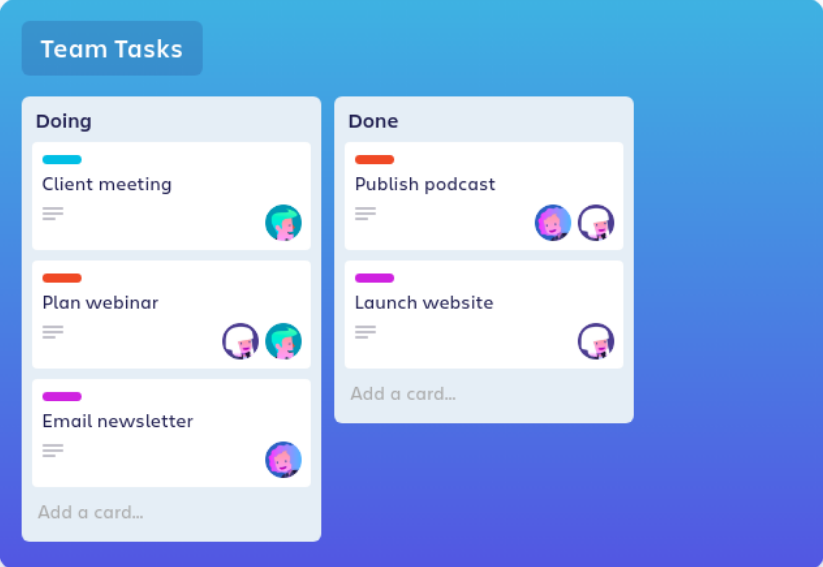 Team Tasks
Doing
Client meeting
Plan webinar
Email newsletter
Add a card...
Done
Publish podcast
Launch website
Add a card...